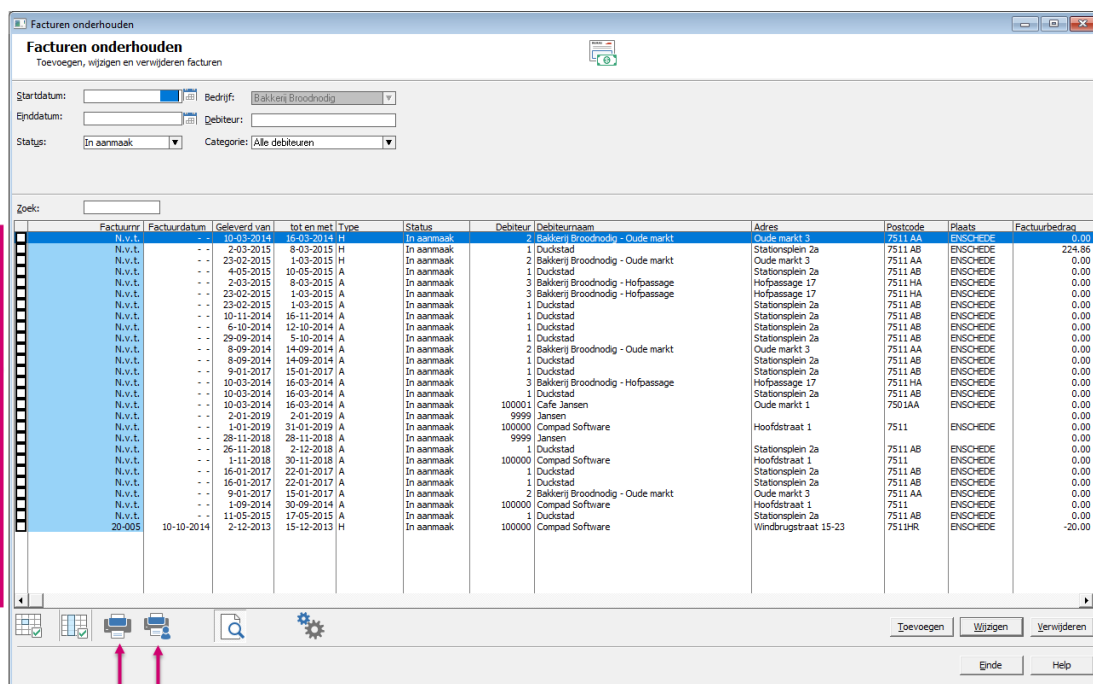 Facturen onderhouden
Facturen onderhouden
Toevoegen, wijzigen en verwijderen facturen
Startdatum: Bedrijf: Bakkerij Broodnodig
Einddatum: Debiteur:
Status: In aanmaak Categorie: Alle debiteuren
Zoek:
Factuurnr Factuurdatum Geleverd van tot en met Type Status Debiteur Debiteurnaam Adres Postcode Plaats Factuurbedrag
N.v.t. - - 10-03-2014 16-03-2014 H In aanmaak 2 Bakkerij Broodnodig - Oude markt Oude markt 3 7511 AA ENSCHEDE 0.00
N.v.t. - - 2-03-2015 8-03-2015 H In aanmaak 1 Duckstad Stationsplein 2a 7511 AB ENSCHEDE 224.86
N.v.t. - - 23-02-2015 1-03-2015 H In aanmaak 2 Bakkerij Broodnodig - Oude markt Oude markt 3 7511 AA ENSCHEDE 0.00
N.v.t. - - 4-05-2015 10-05-2015 A In aanmaak 1 Duckstad Stationsplein 2a 7511 AB ENSCHEDE 0.00
N.v.t. - - 2-03-2015 8-03-2015 A In aanmaak 3 Bakkerij Broodnodig - Hofpassage Hofpassage 17 7511 HA ENSCHEDE 0.00
N.v.t. - - 23-02-2015 1-03-2015 A In aanmaak 3 Bakkerij Broodnodig - Hofpassage Hofpassage 17 7511 HA ENSCHEDE 0.00
N.v.t. - - 23-02-2015 1-03-2015 A In aanmaak 1 Duckstad Stationsplein 2a 7511 AB ENSCHEDE 0.00
N.v.t. - - 10-11-2014 16-11-2014 A In aanmaak 1 Duckstad Stationsplein 2a 7511 AB ENSCHEDE 0.00
N.v.t. - - 6-10-2014 12-10-2014 A In aanmaak 1 Duckstad Stationsplein 2a 7511 AB ENSCHEDE 0.00
N.v.t. - - 29-09-2014 5-10-2014 A In aanmaak 1 Duckstad Stationsplein 2a 7511 AB ENSCHEDE 0.00
N.v.t. - - 8-09-2014 14-09-2014 A In aanmaak 2 Bakkerij Broodnodig - Oude markt Oude markt 3 7511 AA ENSCHEDE 0.00
N.v.t. - - 8-09-2014 14-09-2014 A In aanmaak 1 Duckstad Stationsplein 2a 7511 AB ENSCHEDE 0.00
N.v.t. - - 9-01-2017 15-01-2017 A In aanmaak 1 Duckstad Stationsplein 2a 7511 AB ENSCHEDE 0.00
N.v.t. - - 10-03-2014 16-03-2014 A In aanmaak 3 Bakkerij Broodnodig - Hofpassage Hofpassage 17 7511 HA ENSCHEDE 0.00
N.v.t. - - 10-03-2014 16-03-2014 A In aanmaak 1 Duckstad Stationsplein 2a 7511 AB ENSCHEDE 0.00
N.v.t. - - 10-03-2014 16-03-2014 A In aanmaak 100001 Cafe Jansen Oude markt 1 7501AA ENSCHEDE 0.00
N.v.t. - - 2-01-2019 2-01-2019 A In aanmaak 9999 Jansen 0.00
N.v.t. - - 1-01-2019 31-01-2019 A In aanmaak 100000 Compad Software Hoofdstraat 1 7511 ENSCHEDE 0.00
N.v.t. - - 28-11-2018 28-11-2018 A In aanmaak 9999 Jansen 0.00
N.v.t. - - 26-11-2018 2-12-2018 A In aanmaak 1 Duckstad Stationsplein 2a 7511 AB ENSCHEDE 0.00
N.v.t. - - 1-11-2018 30-11-2018 A In aanmaak 100000 Compad Software Hoofdstraat 1 7511 ENSCHEDE 0.00
N.v.t. - - 16-01-2017 22-01-2017 A In aanmaak 1 Duckstad Stationsplein 2a 7511 AB ENSCHEDE 0.00
N.v.t. - - 16-01-2017 22-01-2017 A In aanmaak 1 Duckstad Stationsplein 2a 7511 AB ENSCHEDE 0.00
N.v.t. - - 9-01-2017 15-01-2017 A In aanmaak 2 Bakkerij Broodnodig - Oude markt Oude markt 3 7511 AA ENSCHEDE 0.00
N.v.t. - - 1-09-2014 30-09-2014 A In aanmaak 100000 Compad Software Hoofdstraat 1 7511 ENSCHEDE 0.00
N.v.t. - - 11-05-2015 17-05-2015 A In aanmaak 1 Duckstad Stationsplein 2a 7511 AB ENSCHEDE 0.00
20-005 10-10-2014 2-12-2013 15-12-2013 H In aanmaak 100000 Compad Software Windbrugstraat 15-23 7511HR ENSCHEDE -20.00
Toevoegen Wijzigen Verwijderen
Einde Help